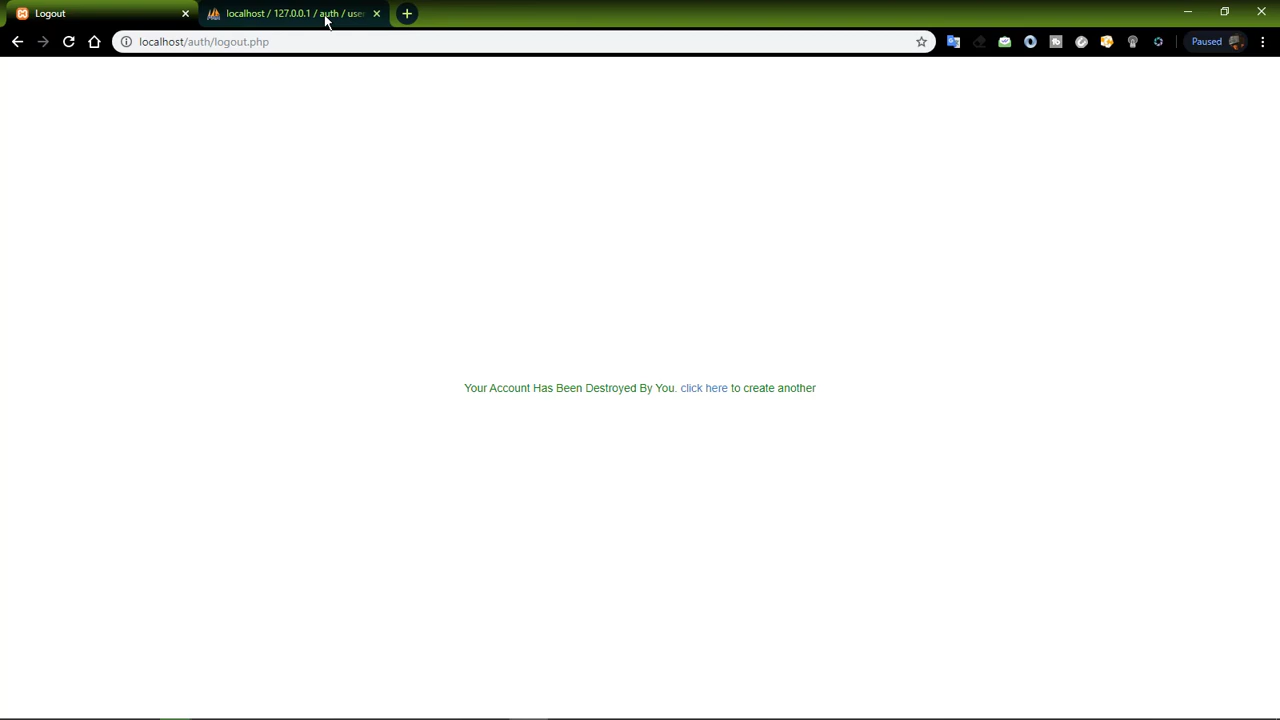 Logout
localhost / 127.0.0.1 / auth / user
localhost/auth/logout.php
Paused
Your Account Has Been Destroyed By You. click here to create another